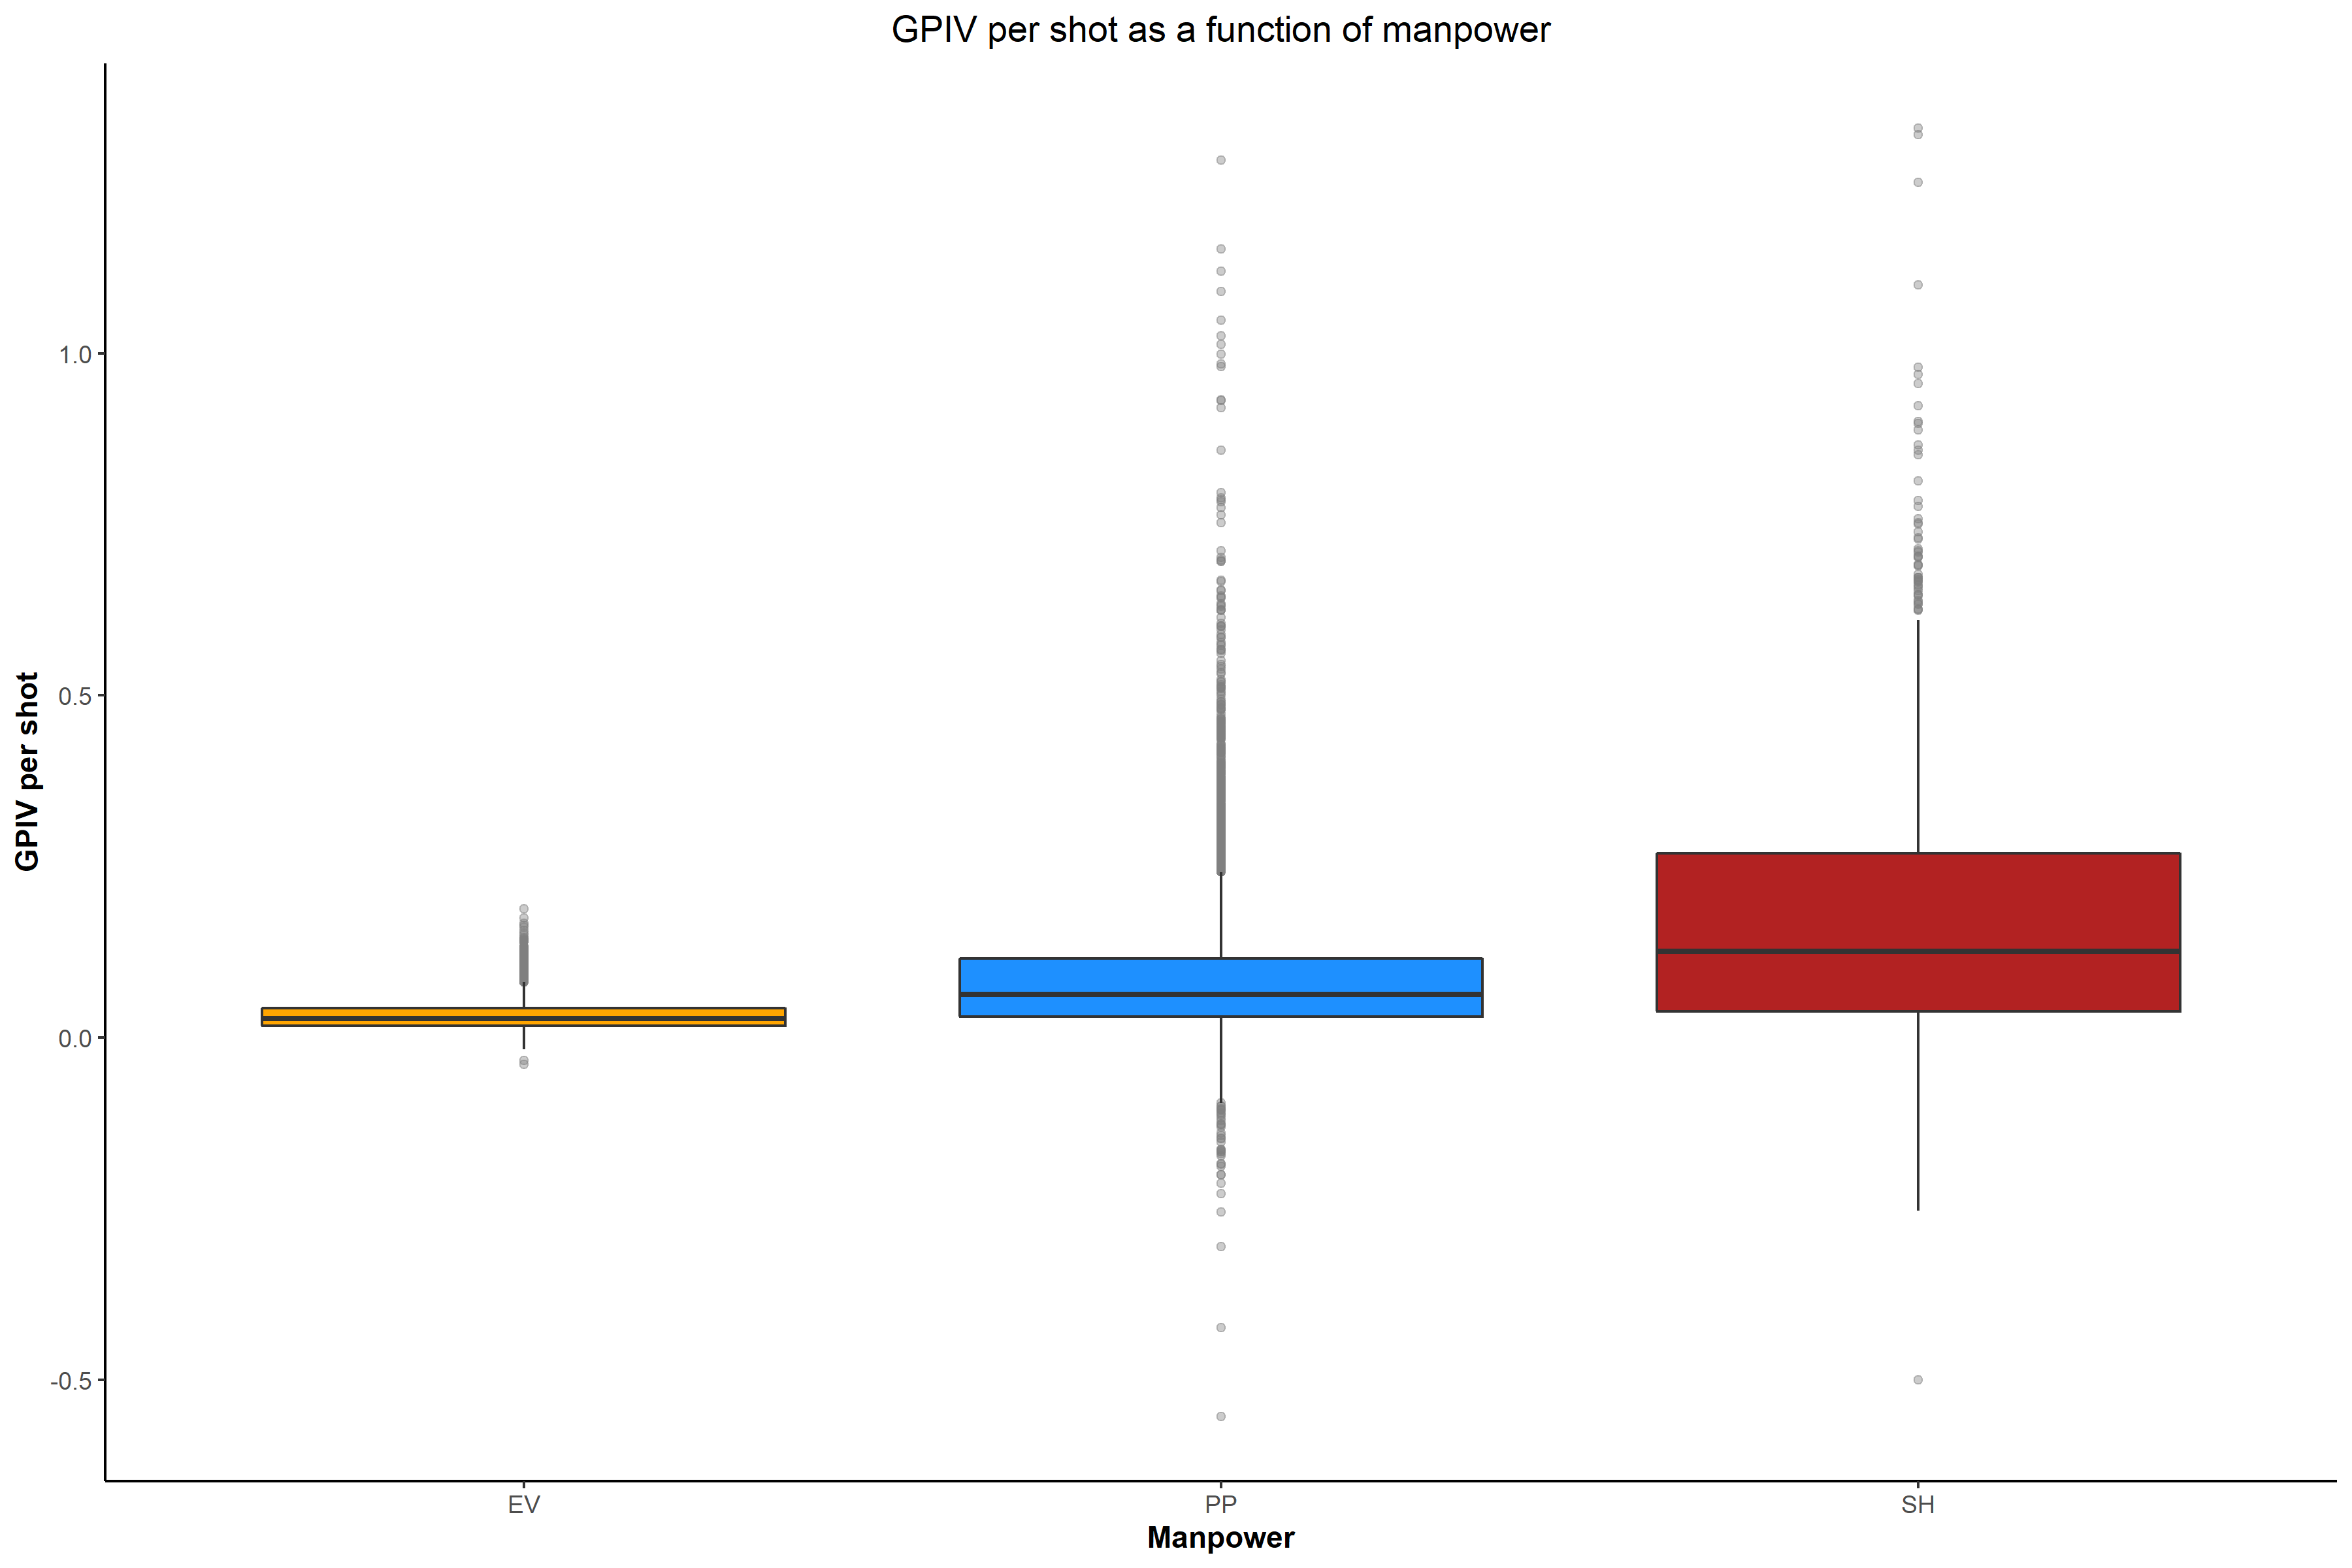 GPIV per shot as a function of manpower
GPIV per shot
1.0
0.5
0.0
-0.5
EV
PP
SH
Manpower